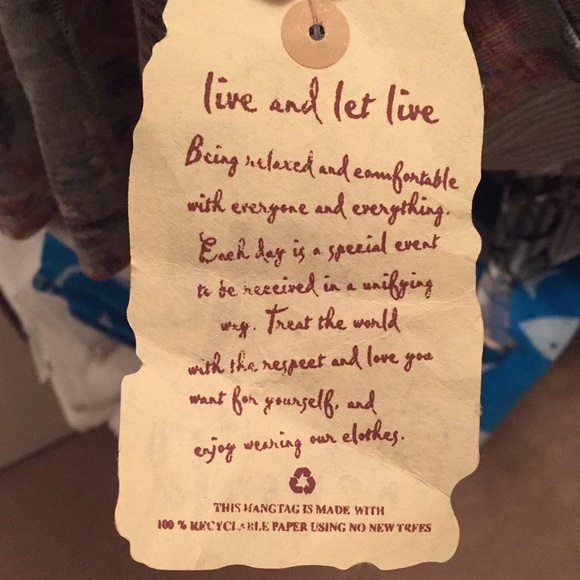 live and let live
Being relaxed and comfortable
with everyone and everything.
Each day is a special event
to be received in a unifying
way. Treat the world
with the respect and love you
want for yourself, and
enjoy wearing our clothes.
THIS HANGTAG IS MADE WITH
100 % RECYCLABLE PAPER USING NO NEW TREES